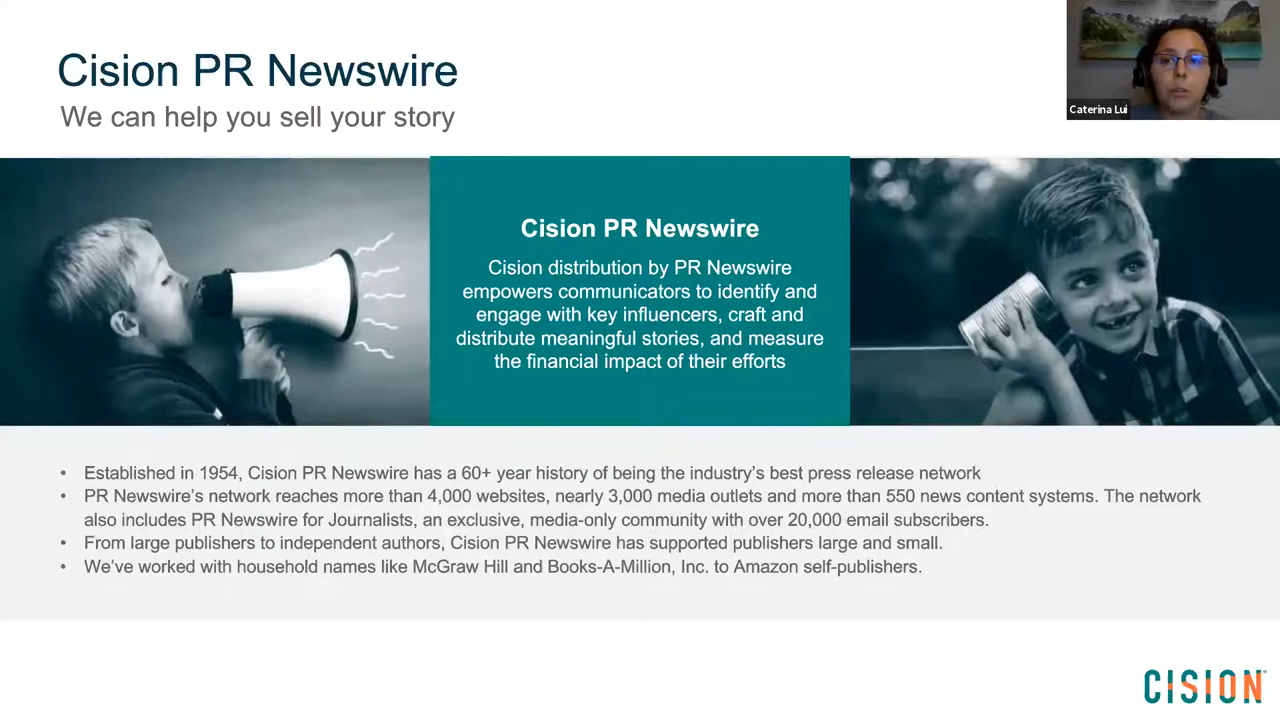 Cision PR Newswire
We can help you sell your story
Caterina Lui
Cision PR Newswire
Cision distribution by PR Newswire
empowers communicators to identify and
engage with key influencers, craft and
distribute meaningful stories, and measure
the financial impact of their efforts
• Established in 1954, Cision PR Newswire has a 60+ year history of being the industry's best press release network
• PR Newswire's network reaches more than 4,000 websites, nearly 3,000 media outlets and more than 550 news content systems. The network
also includes PR Newswire for Journalists, an exclusive, media-only community with over 20,000 email subscribers.
• From large publishers to independent authors, Cision PR Newswire has supported publishers large and small.
• We've worked with household names like McGraw Hill and Books-A-Million, Inc. to Amazon self-publishers.
CISION